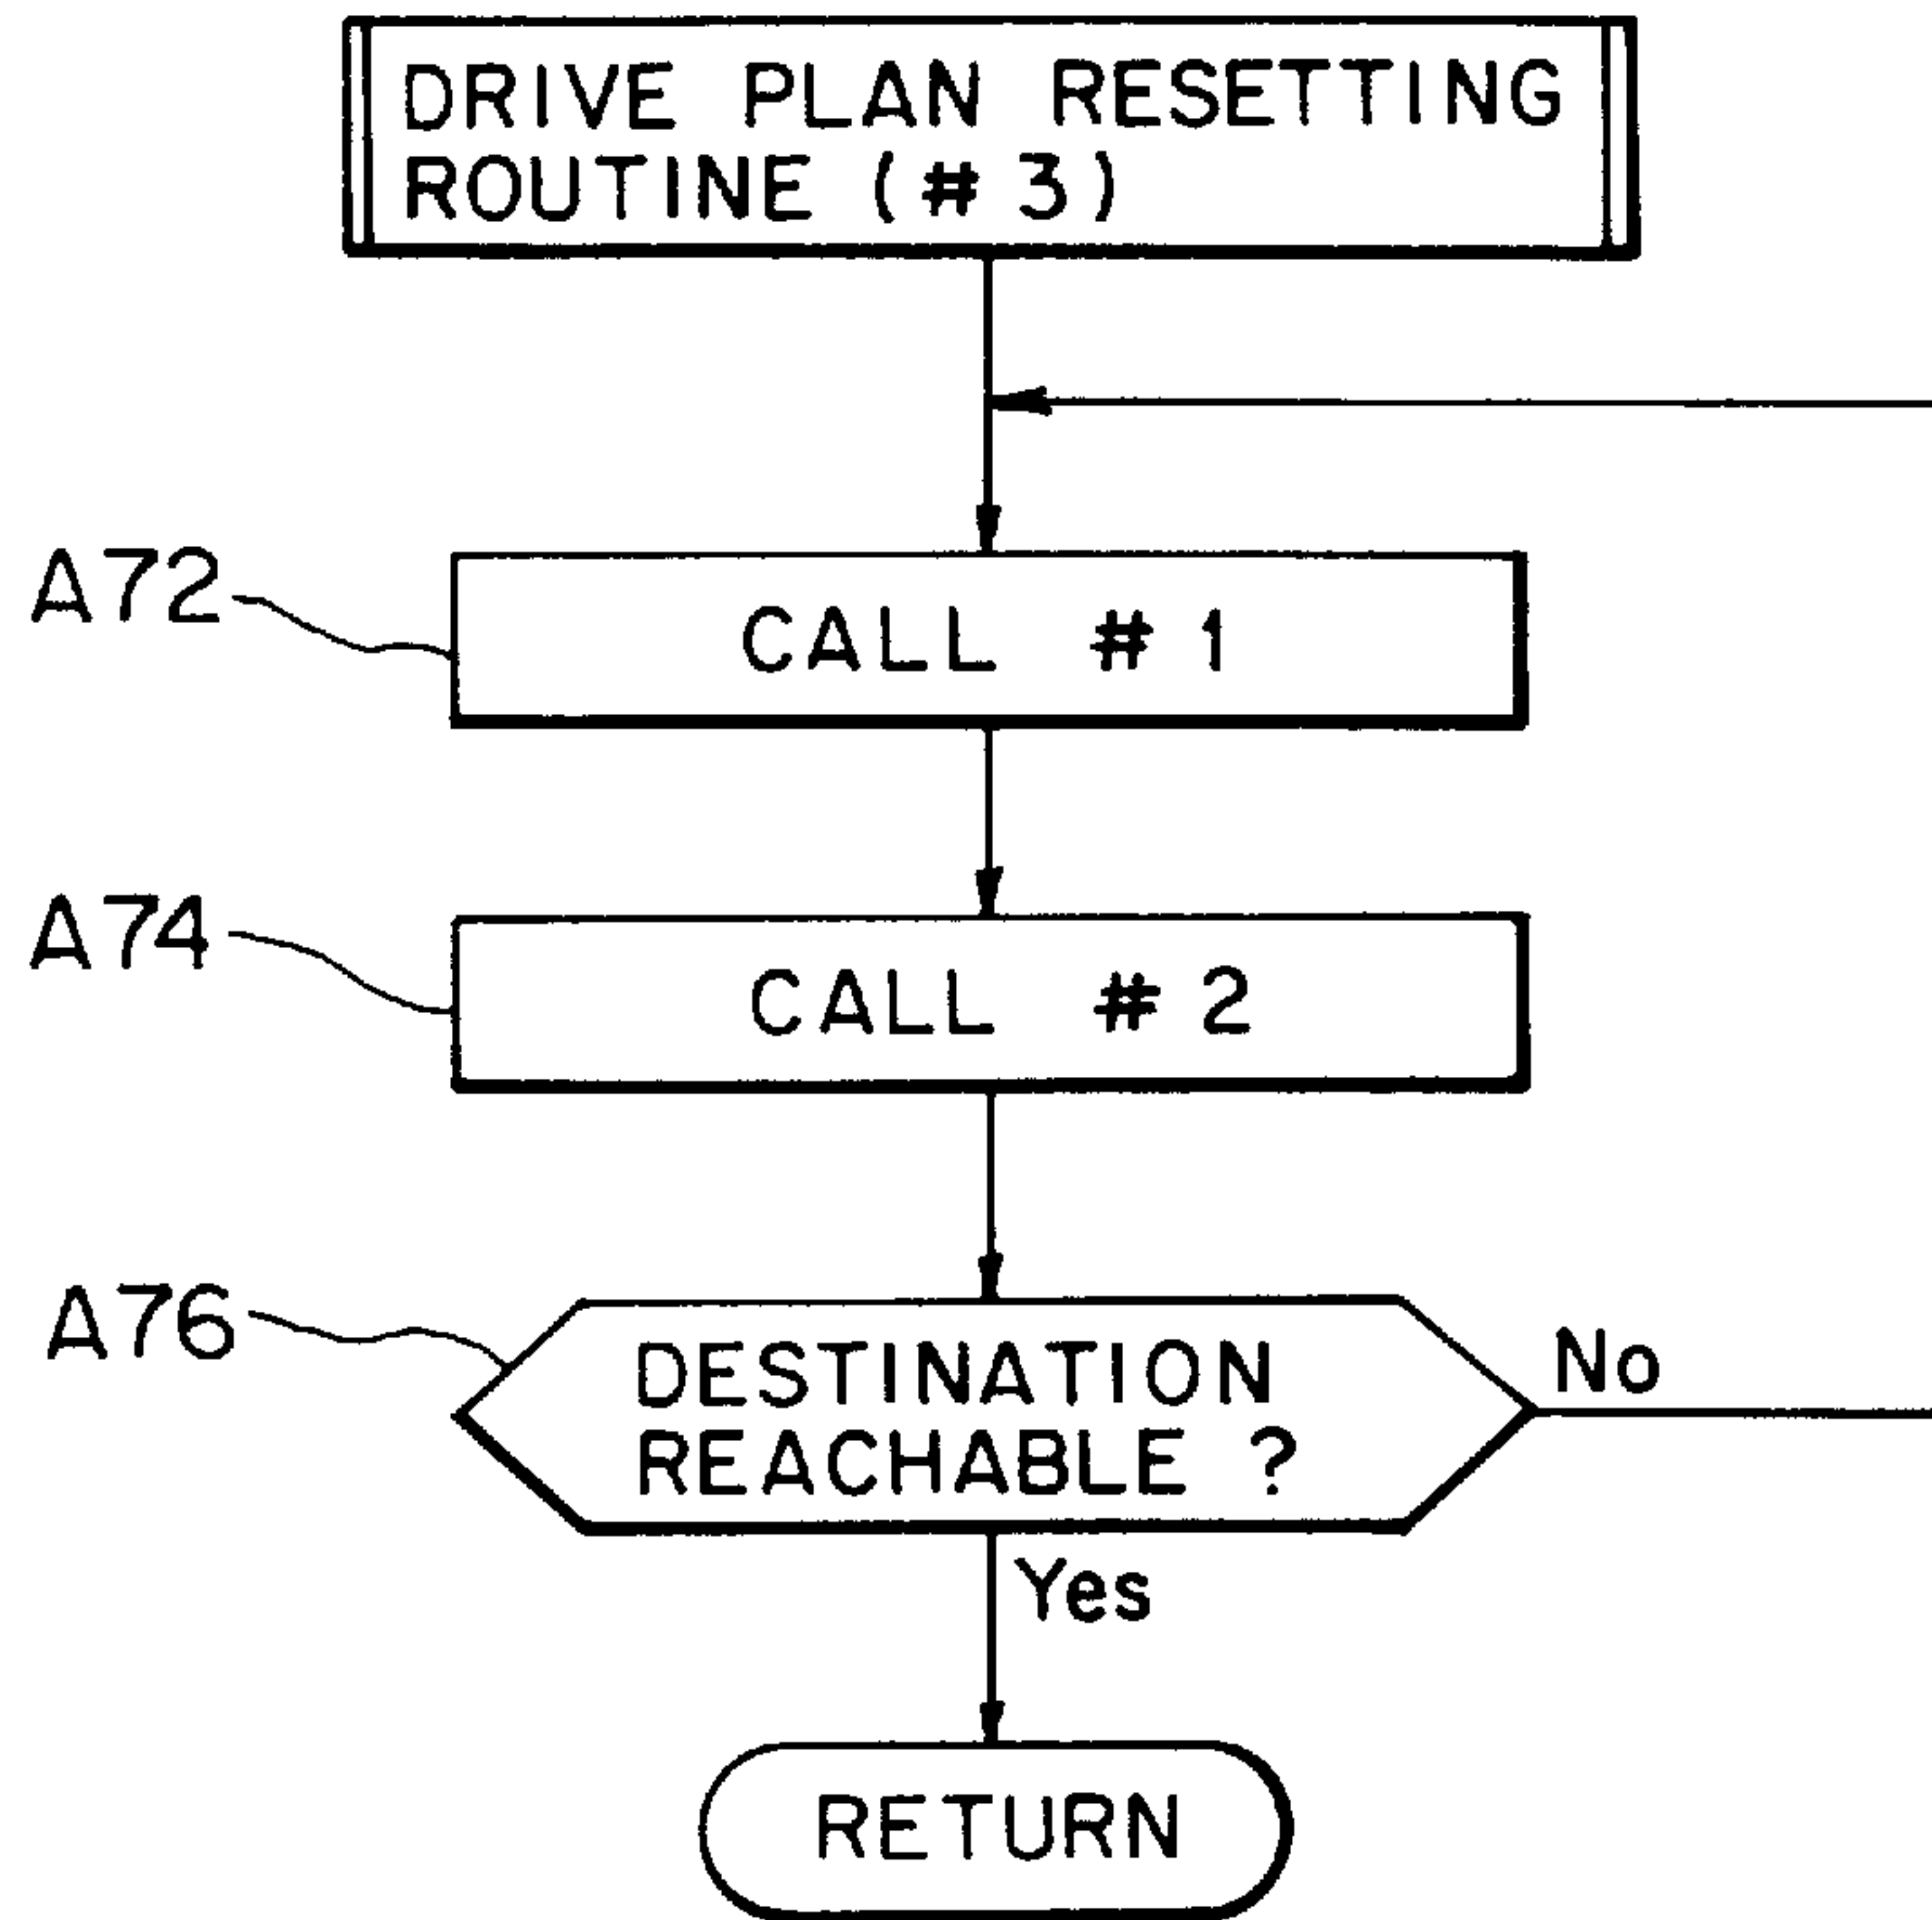 DRIVE PLAN RESETTING
ROUTINE (#3)
A72
CALL #1
A74
CALL #2
A76
DESTINATION
REACHABLE ?
No
Yes
RETURN